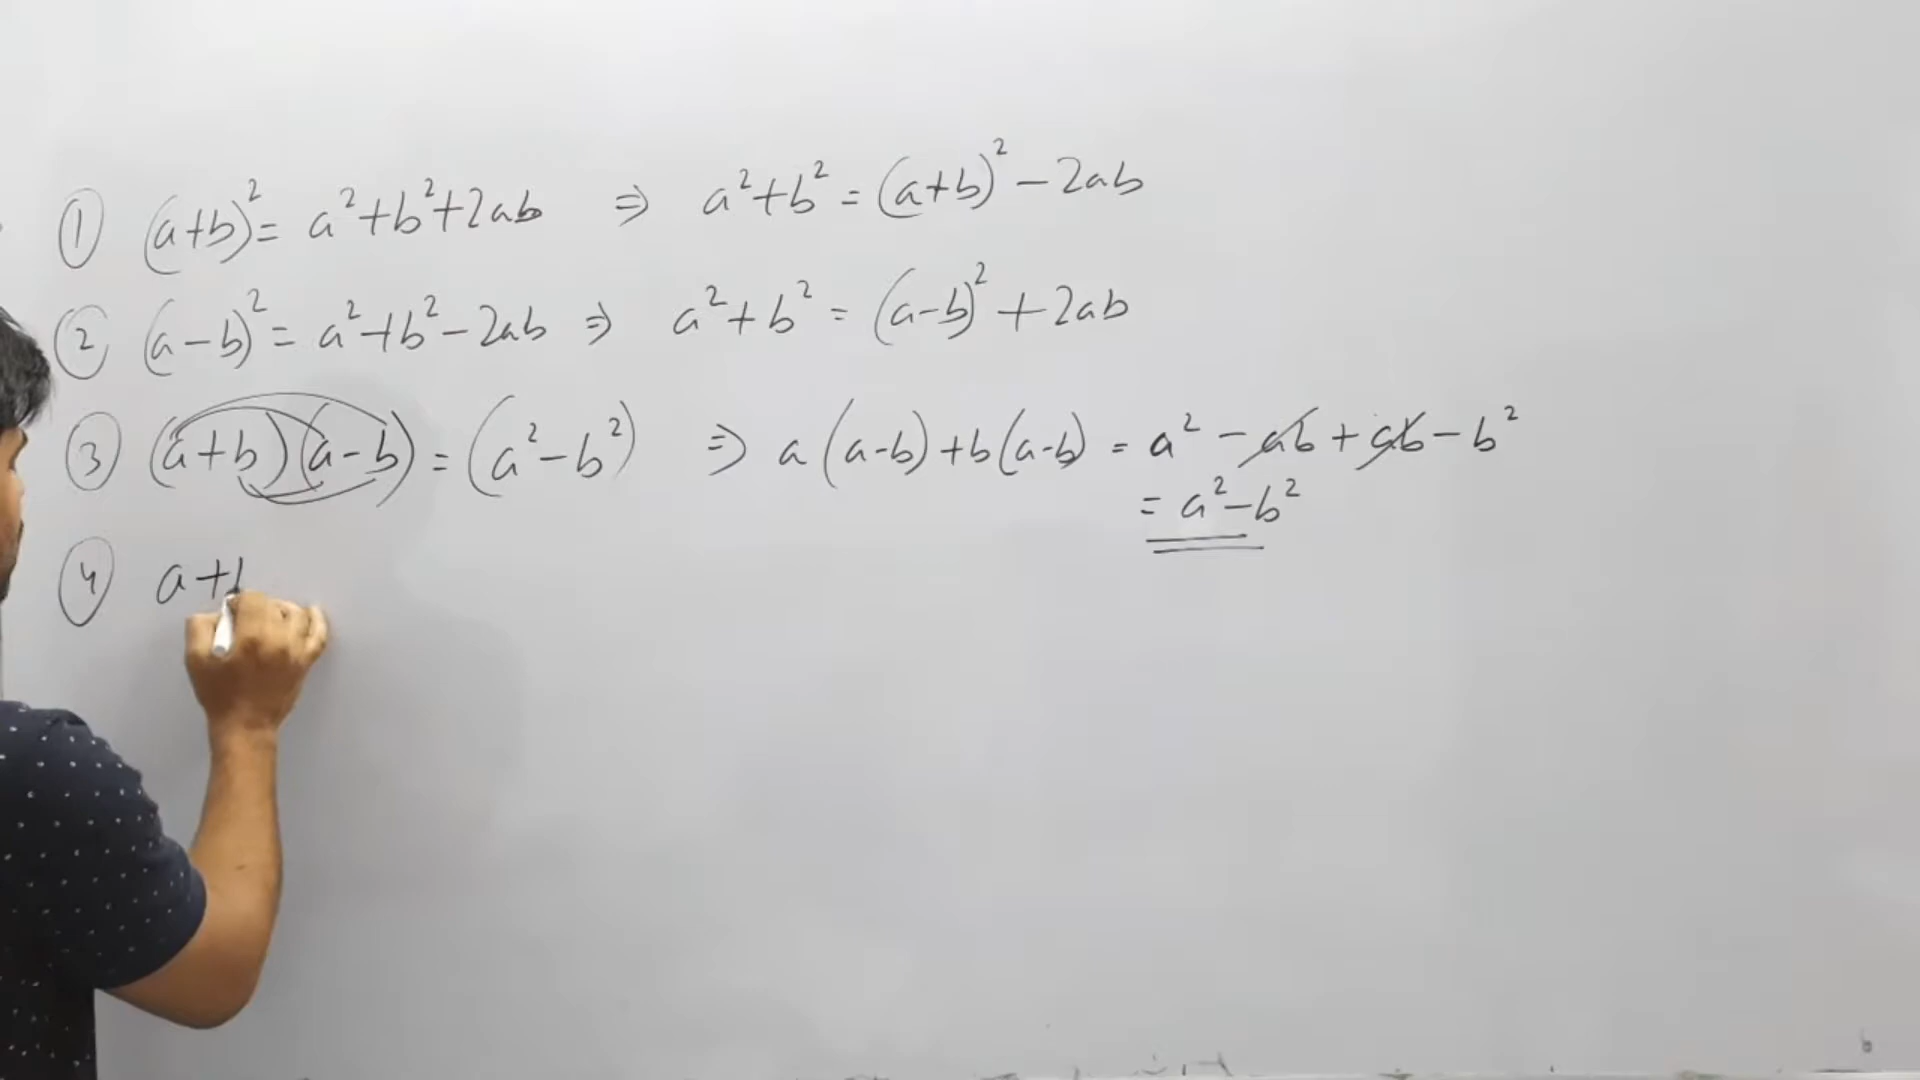 ① (a+b)² = a²+b²+2ab ⇒ a²+b² = (a+b)² - 2ab
② (a-b)² = a²+b²-2ab ⇒ a²+b² = (a-b)² + 2ab
③ (a+b)(a-b) = (a²-b²) ⇒ a(a-b)+b(a-b) = a² - ab + ab - b²
= a²-b²
④ a+b